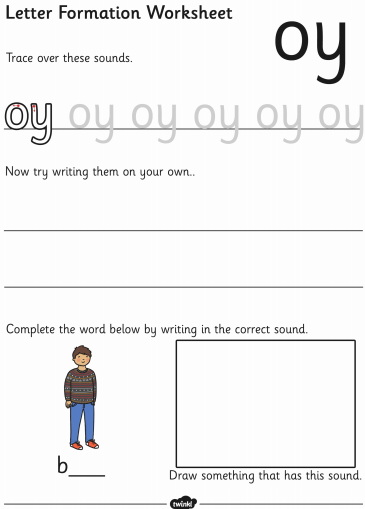 Letter Formation Worksheet
oy
Trace over these sounds.
oy oy oy oy oy oy
Now try writing them on your own..
Complete the word below by writing in the correct sound.
b___
Draw something that has this sound.
twinkl